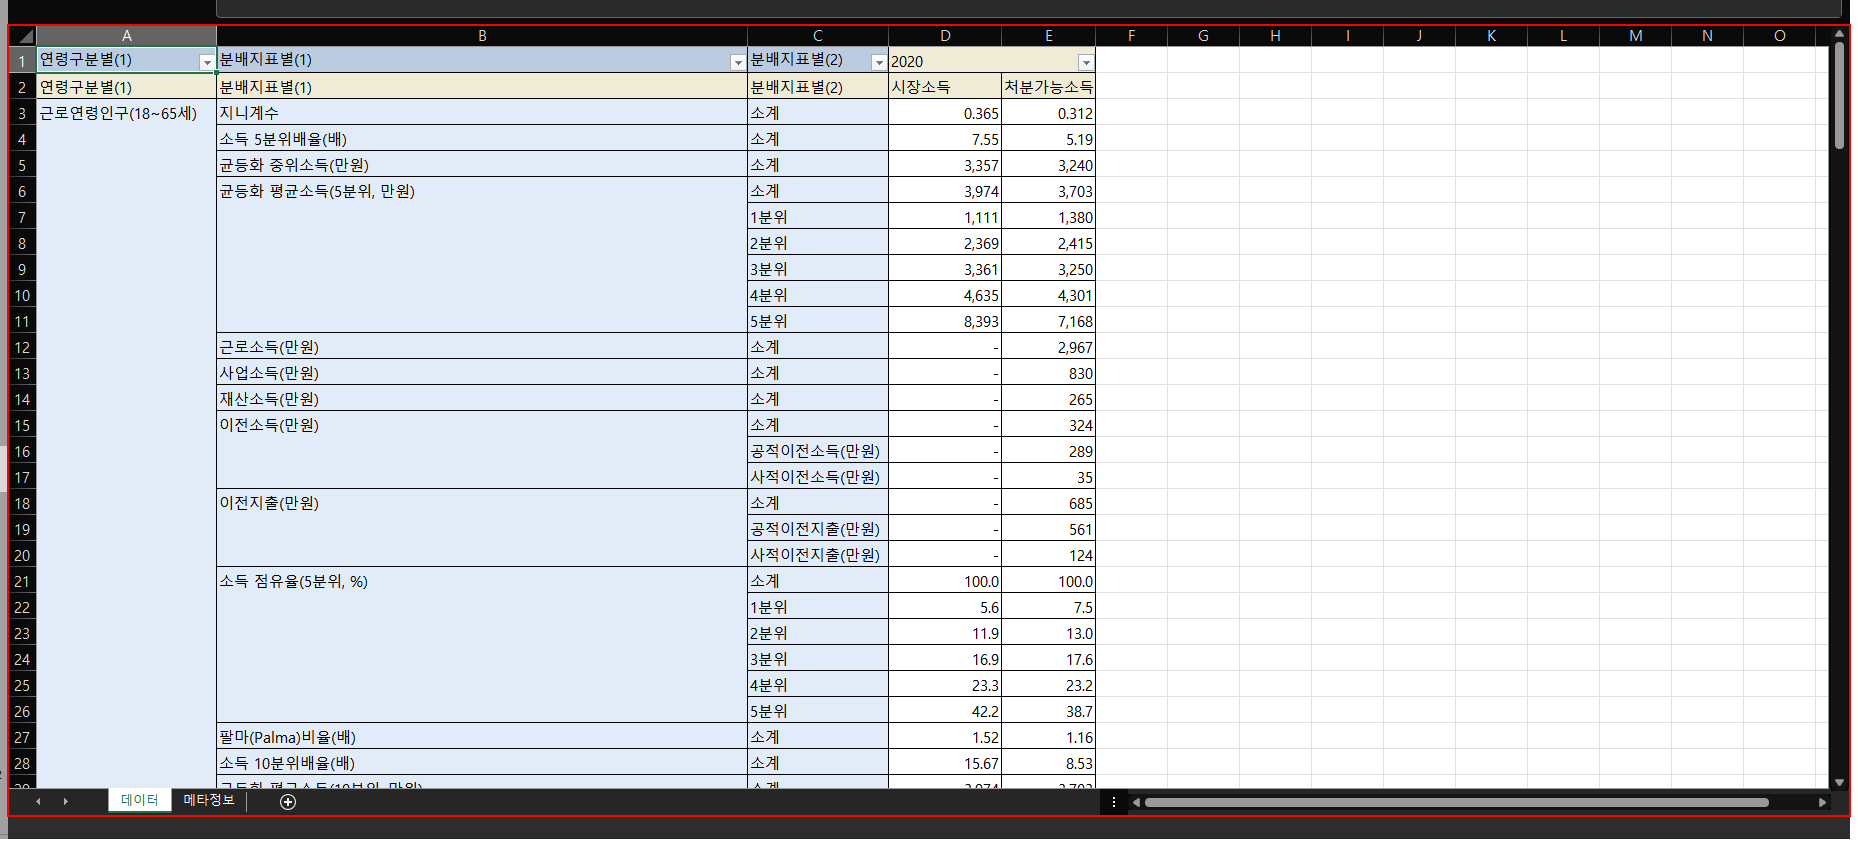 A B C D E F G H I J K L M N O
1 연령구분별(1) 분배지표별(1) 분배지표별(2) 2020
2 연령구분별(1) 분배지표별(1) 분배지표별(2) 시장소득 처분가능소득
3 근로연령인구(18~65세) 지니계수 소계 0.365 0.312
4 소득 5분위배율(배) 소계 7.55 5.19
5 균등화 중위소득(만원) 소계 3,357 3,240
6 균등화 평균소득(5분위, 만원) 소계 3,974 3,703
7 1분위 1,111 1,380
8 2분위 2,369 2,415
9 3분위 3,361 3,250
10 4분위 4,635 4,301
11 5분위 8,393 7,168
12 근로소득(만원) 소계 - 2,967
13 사업소득(만원) 소계 - 830
14 재산소득(만원) 소계 - 265
15 이전소득(만원) 소계 - 324
16 공적이전소득(만원) - 289
17 사적이전소득(만원) - 35
18 이전지출(만원) 소계 - 685
19 공적이전지출(만원) - 561
20 사적이전지출(만원) - 124
21 소득 점유율(5분위, %) 소계 100.0 100.0
22 1분위 5.6 7.5
23 2분위 11.9 13.0
24 3분위 16.9 17.6
25 4분위 23.3 23.2
26 5분위 42.2 38.7
27 팔마(Palma)비율(배) 소계 1.52 1.16
28 소득 10분위배율(배) 소계 15.67 8.53
데이터 메타정보